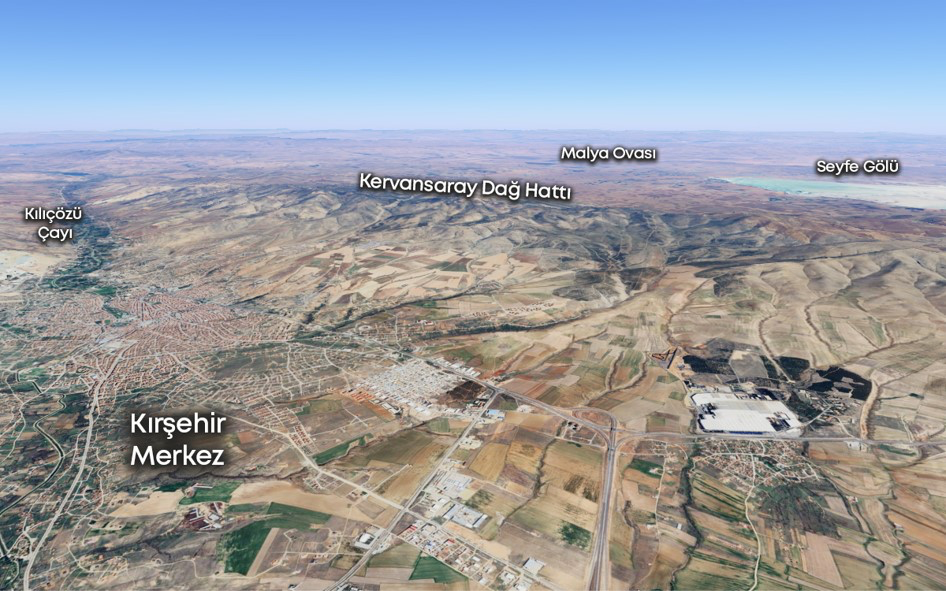 Malya Ovası
Seyfe Gölü
Kervansaray Dağ Hattı
Kılıçözü
Çayı
Kırşehir
Merkez